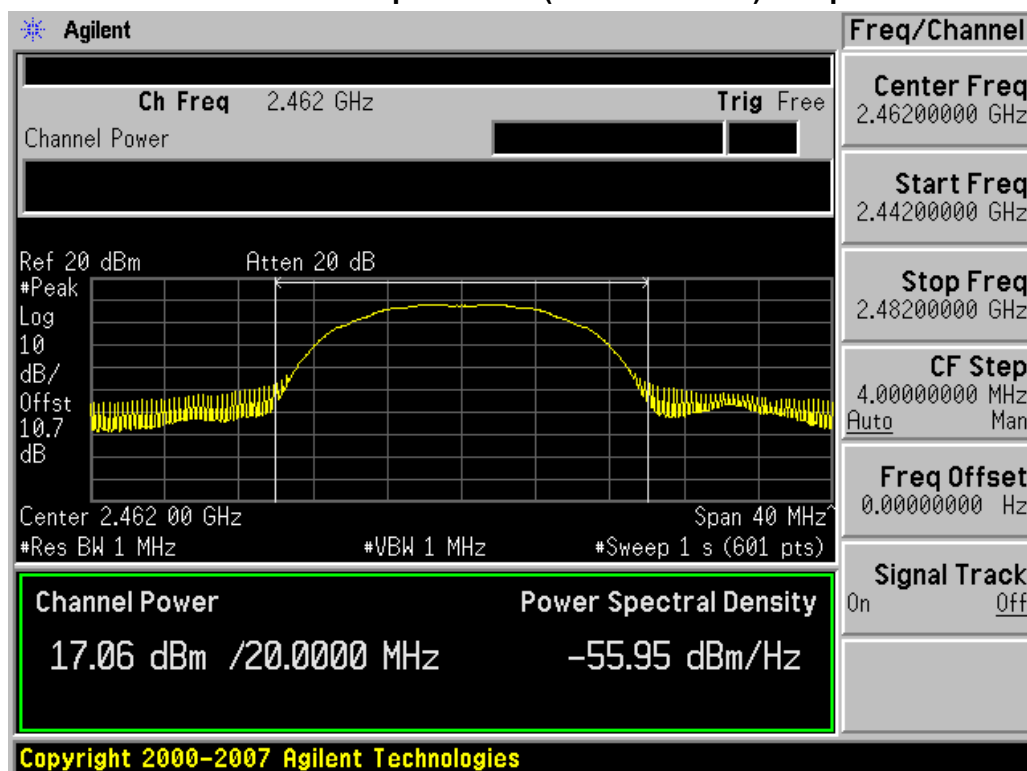 Agilent
Freq/Channel
Ch Freq 2.462 GHz Trig Free
Channel Power
Center Freq
2.46200000 GHz
Start Freq
2.44200000 GHz
Stop Freq
2.48200000 GHz
CF Step
4.00000000 MHz
Auto Man
Freq Offset
0.00000000 Hz
Signal Track
On Off
Ref 20 dBm Atten 20 dB
#Peak
Log
10
dB/
Offst
10.7
dB
Center 2.462 00 GHz Span 40 MHz^
#Res BW 1 MHz #VBW 1 MHz #Sweep 1 s (601 pts)
Channel Power Power Spectral Density
17.06 dBm /20.0000 MHz -55.95 dBm/Hz
Copyright 2000-2007 Agilent Technologies